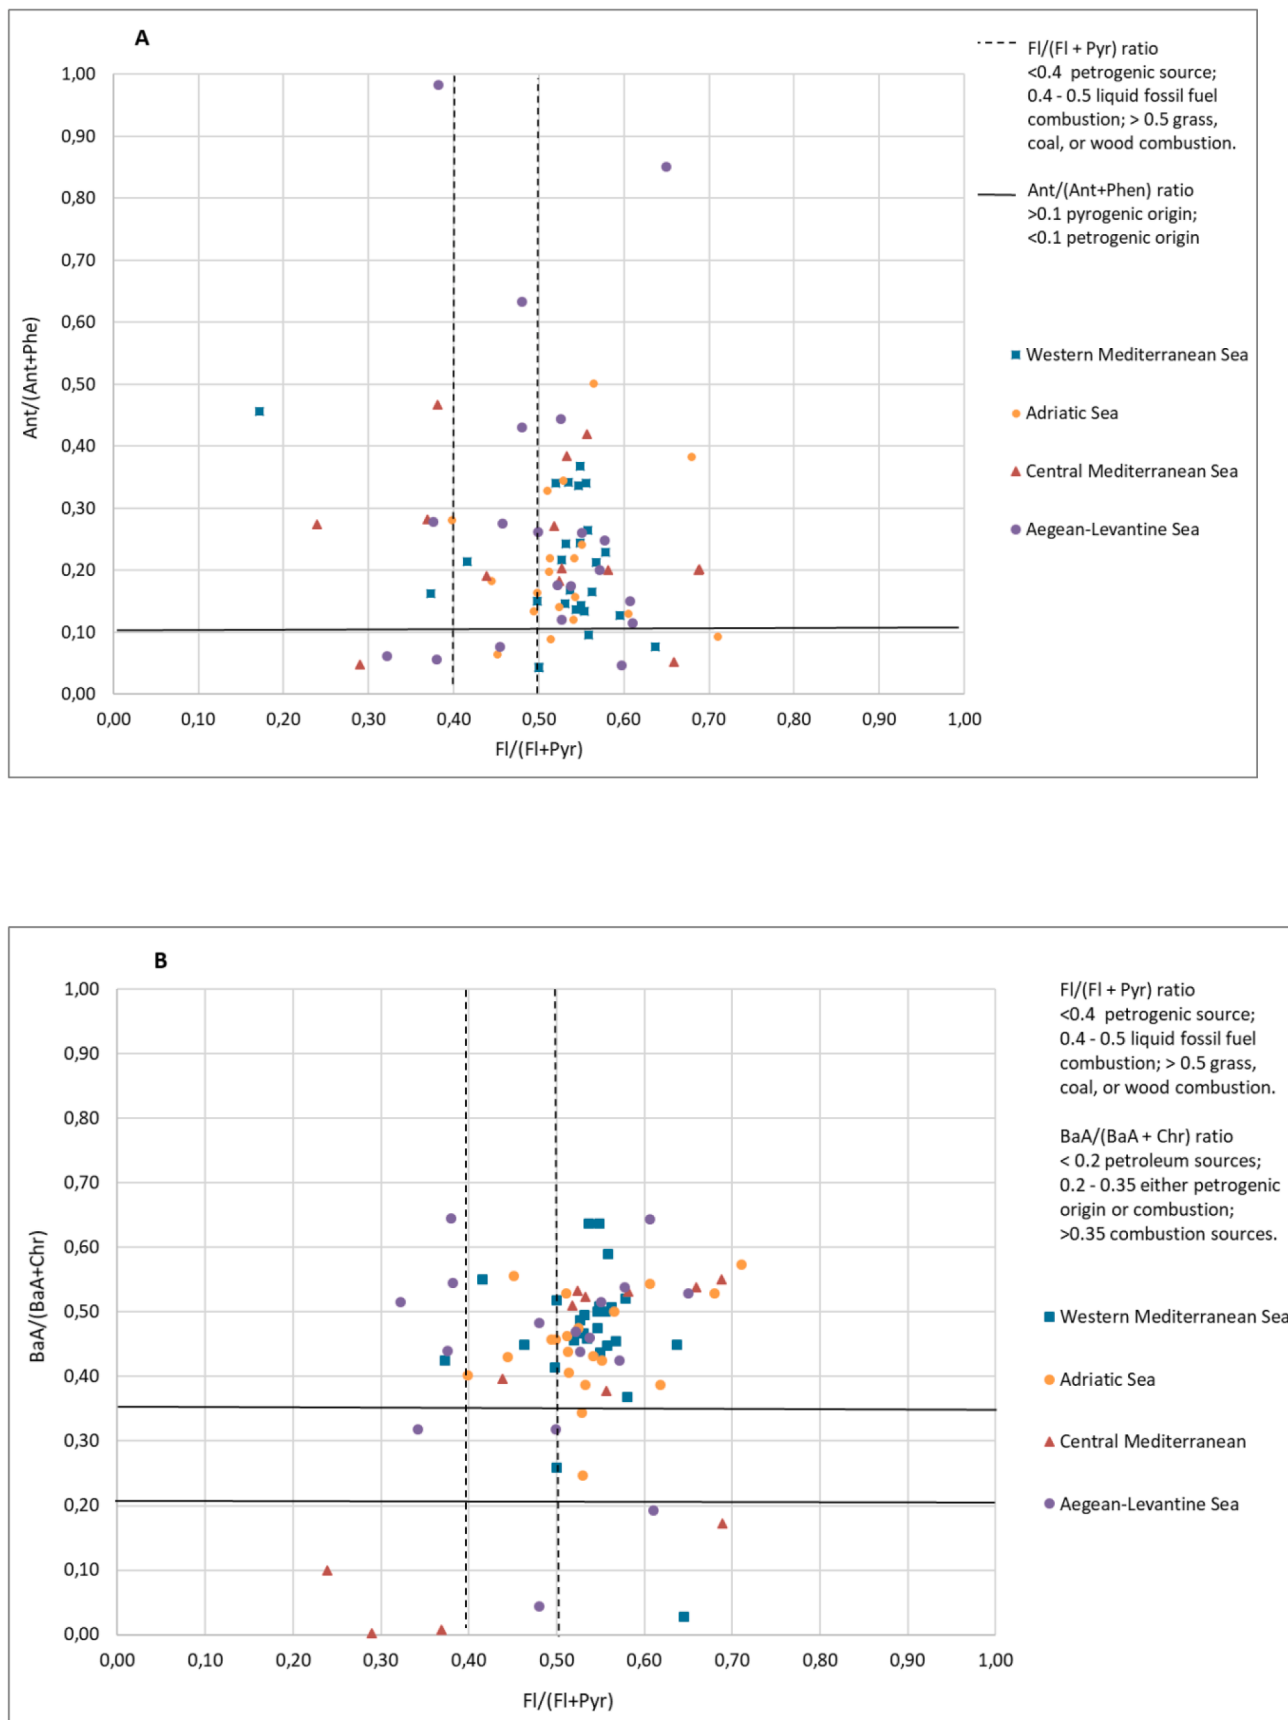 A
Fl/(Fl + Pyr) ratio
<0.4 petrogenic source;
0.4 - 0.5 liquid fossil fuel
combustion; > 0.5 grass,
coal, or wood combustion.
Ant/(Ant+Phen) ratio
>0.1 pyrogenic origin;
<0.1 petrogenic origin
Western Mediterranean Sea
Adriatic Sea
Central Mediterranean Sea
Aegean-Levantine Sea
Ant/(Ant+Phe)
1,00
0,90
0,80
0,70
0,60
0,50
0,40
0,30
0,20
0,10
0,00
0,00 0,10 0,20 0,30 0,40 0,50 0,60 0,70 0,80 0,90 1,00
Fl/(Fl+Pyr)
B
Fl/(Fl + Pyr) ratio
<0.4 petrogenic source;
0.4 - 0.5 liquid fossil fuel
combustion; > 0.5 grass,
coal, or wood combustion.
BaA/(BaA + Chr) ratio
< 0.2 petroleum sources;
0.2 - 0.35 either petrogenic
origin or combustion;
>0.35 combustion sources.
Western Mediterranean Sea
Adriatic Sea
Central Mediterranean
Aegean-Levantine Sea
BaA/(BaA+Chr)
1,00
0,90
0,80
0,70
0,60
0,50
0,40
0,30
0,20
0,10
0,00
0,00 0,10 0,20 0,30 0,40 0,50 0,60 0,70 0,80 0,90 1,00
Fl/(Fl+Pyr)